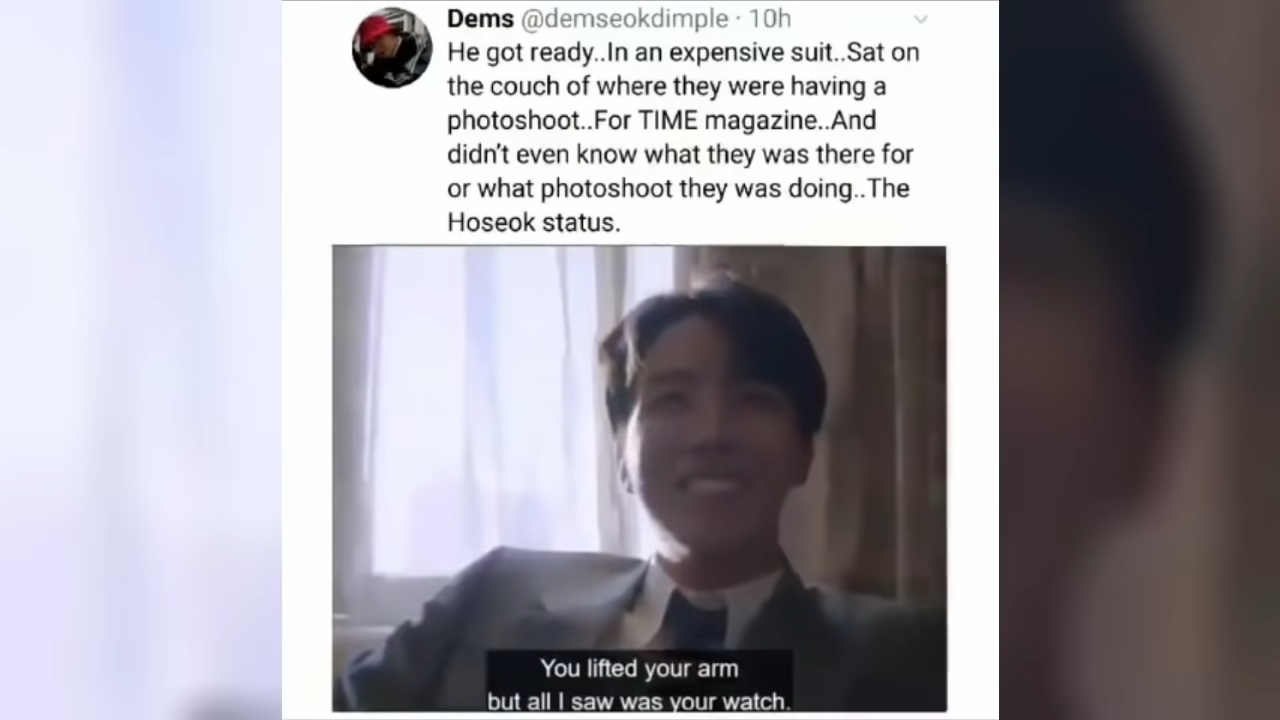 Dems @demseokdimple · 10h
He got ready..In an expensive suit..Sat on
the couch of where they were having a
photoshoot..For TIME magazine..And
didn't even know what they was there for
or what photoshoot they was doing..The
Hoseok status.
You lifted your arm
but all I saw was your watch.